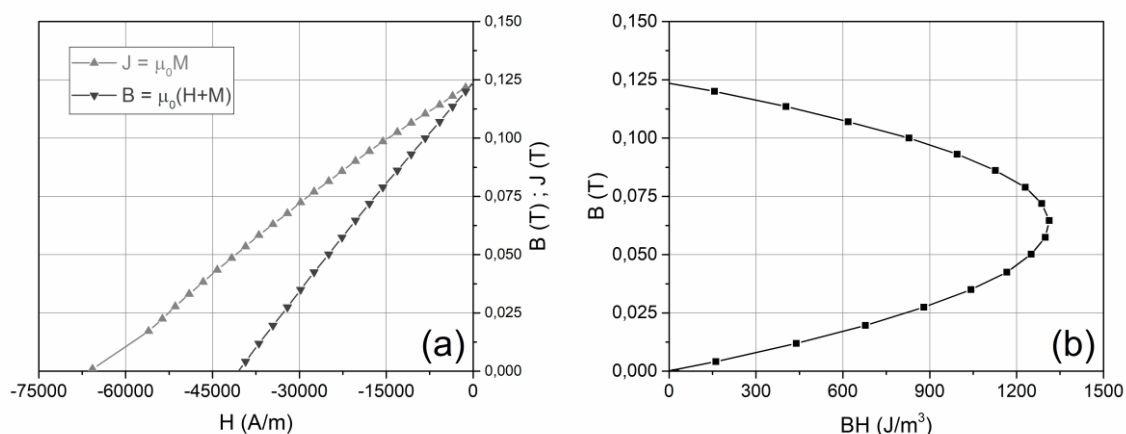 J = μ₀M
B = μ₀(H+M)
0,150
0,125
0,100
0,075
0,050
0,025
0,000
B (T) ; J (T)
(a)
-75000 -60000 -45000 -30000 -15000 0
H (A/m)
0,150
0,125
0,100
0,075
0,050
0,025
0,000
B (T)
(b)
0 300 600 900 1200 1500
BH (J/m³)